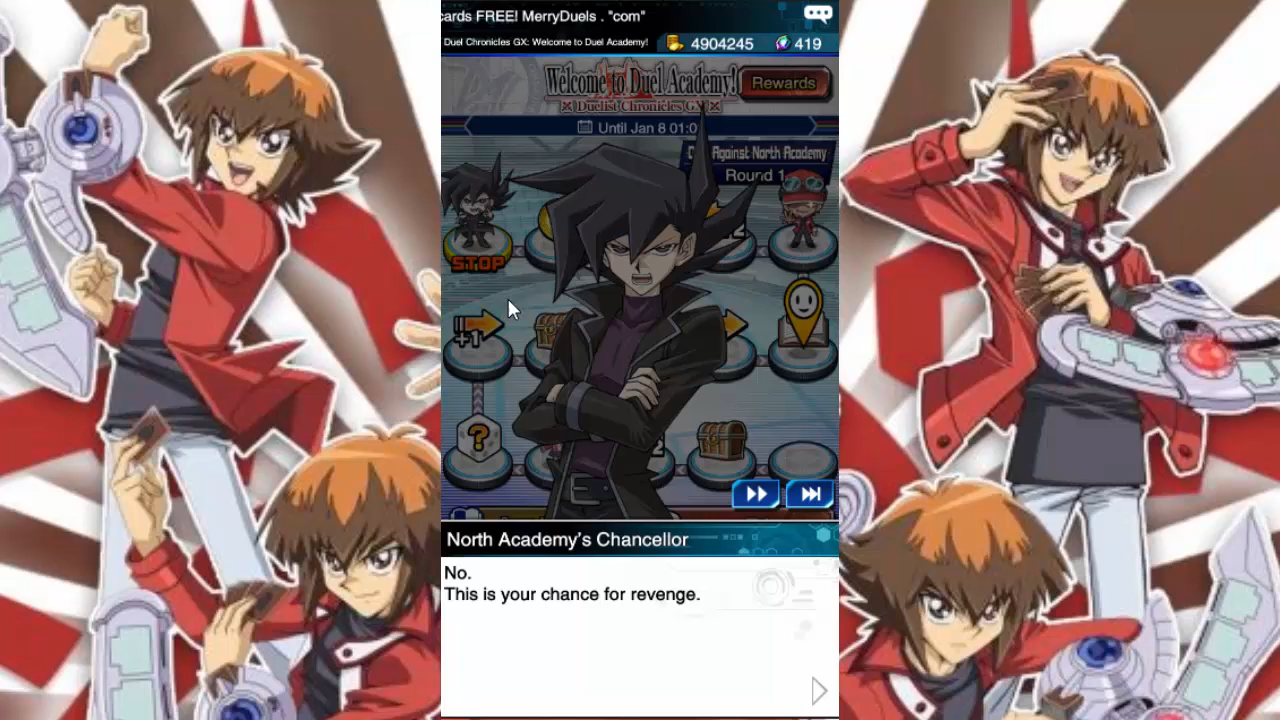 cards FREE! MerryDuels . "com"
Duel Chronicles GX: Welcome to Duel Academy!
4904245
419
Welcome to Duel Academy!
Duelist Chronicles GX
Rewards
Until Jan 8 01:0
Against North Academy
Round 1
STOP
+1
2
?
2
North Academy's Chancellor
No.
This is your chance for revenge.